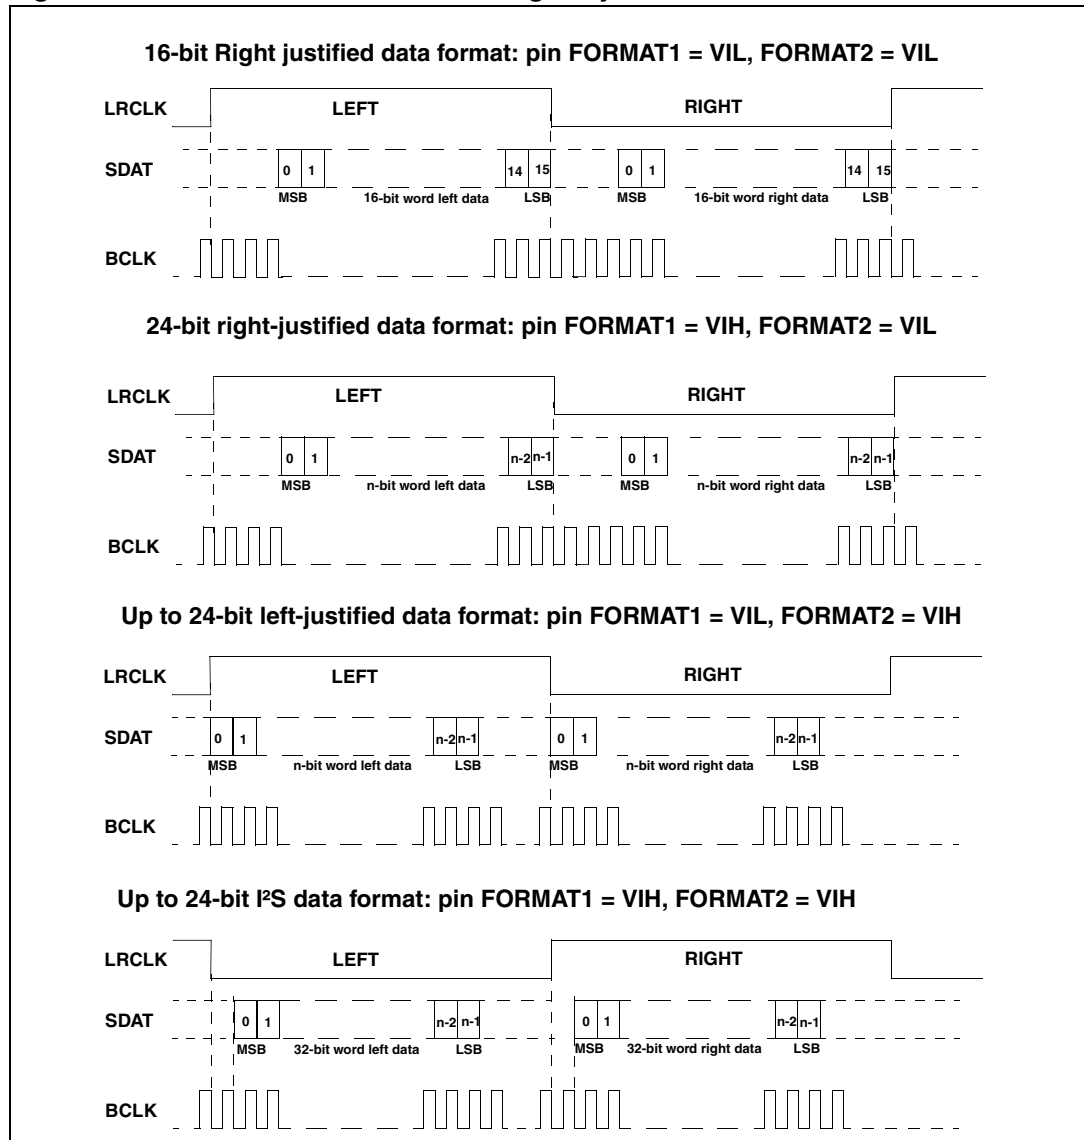 16-bit Right justified data format: pin FORMAT1 = VIL, FORMAT2 = VIL
LRCLK LEFT RIGHT
SDAT 0 1 14 15 0 1 14 15
MSB 16-bit word left data LSB MSB 16-bit word right data LSB
BCLK
24-bit right-justified data format: pin FORMAT1 = VIH, FORMAT2 = VIL
LRCLK LEFT RIGHT
SDAT 0 1 n-2 n-1 0 1 n-2 n-1
MSB n-bit word left data LSB MSB n-bit word right data LSB
BCLK
Up to 24-bit left-justified data format: pin FORMAT1 = VIL, FORMAT2 = VIH
LRCLK LEFT RIGHT
SDAT 0 1 n-2 n-1 0 1 n-2 n-1
MSB n-bit word left data LSB MSB n-bit word right data LSB
BCLK
Up to 24-bit I²S data format: pin FORMAT1 = VIH, FORMAT2 = VIH
LRCLK LEFT RIGHT
SDAT 0 1 n-2 n-1 0 1 n-2 n-1
MSB 32-bit word left data LSB MSB 32-bit word right data LSB
BCLK